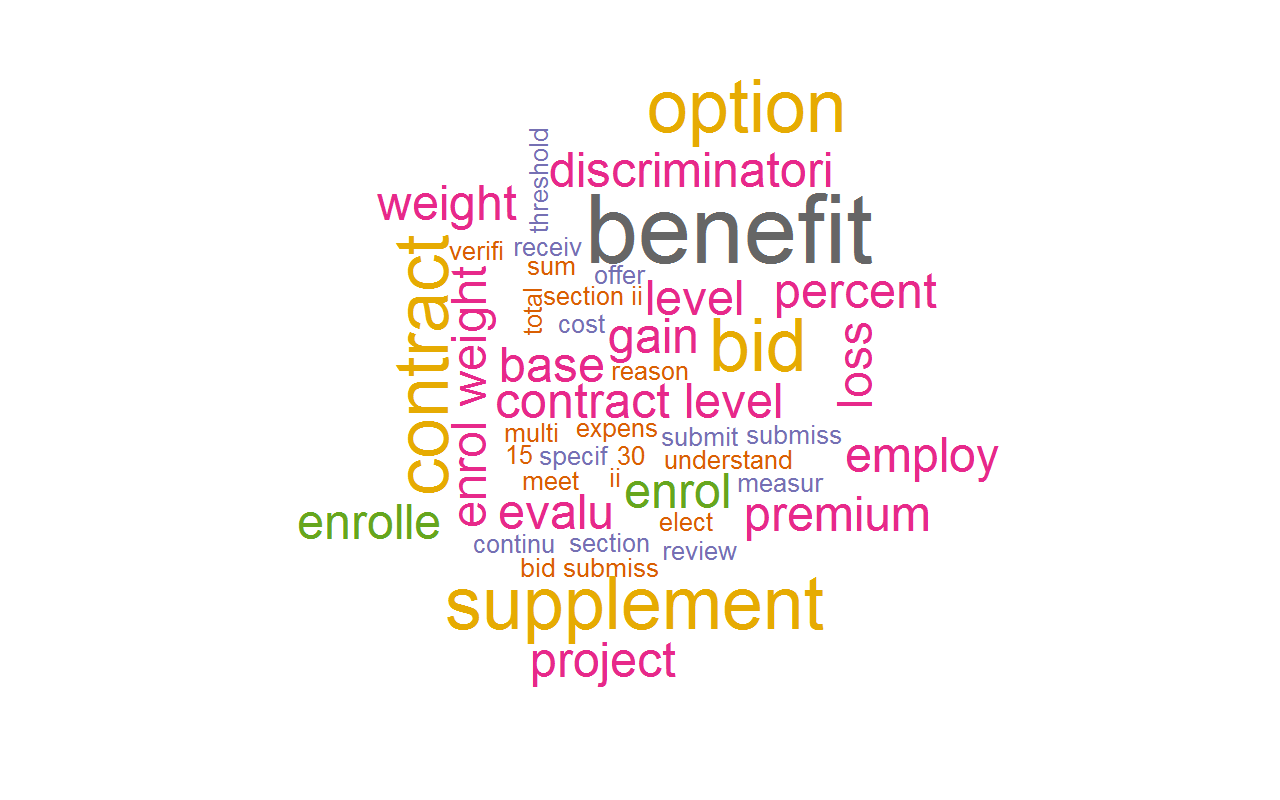 option
threshold
discriminatori
weight
benefit
contract
verifi
receiv
sum
offer
enrol weight
total
section ii
level
percent
cost
gain
bid
loss
base
reason
contract level
multi
expens
submit
submiss
15
specif
30
understand
employ
meet
ii
enrol
measur
enrolle
evalu
elect
premium
continu
section
review
bid submiss
supplement
project